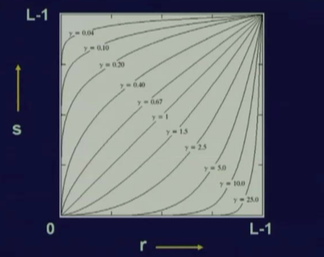 L-1
γ = 0.04
γ = 0.10
γ = 0.20
γ = 0.40
γ = 0.67
γ = 1
γ = 1.5
γ = 2.5
γ = 5.0
γ = 10.0
γ = 25.0
s
0
L-1
r